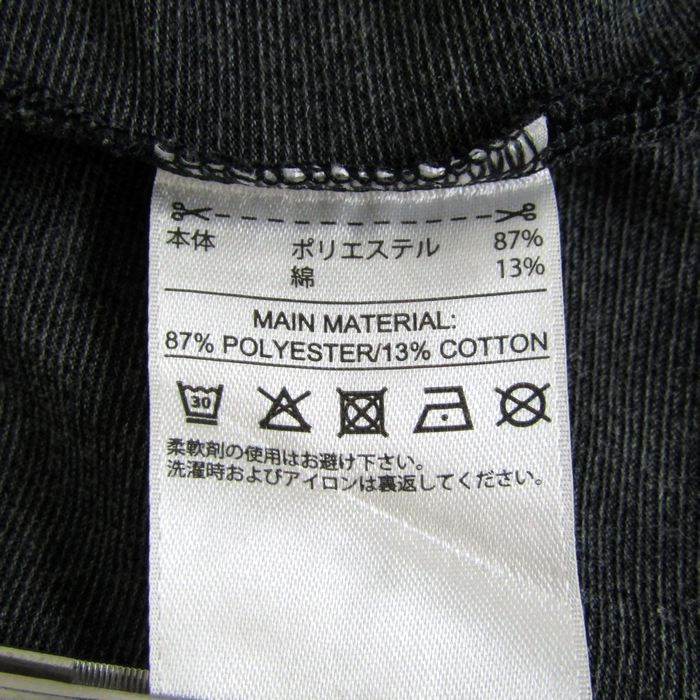 本体 ポリエステル 87%
綿 13%
MAIN MATERIAL:
87% POLYESTER/13% COTTON
30
柔軟剤の使用はお避け下さい。
洗濯時およびアイロンは裏返してください。